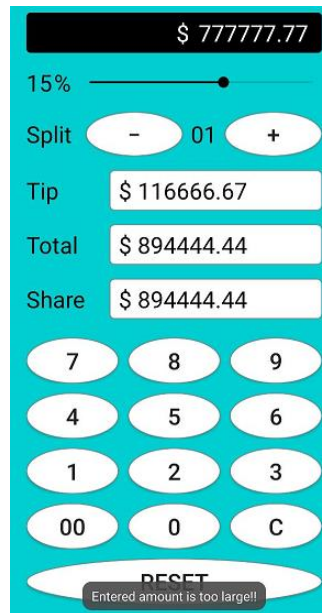 $ 777777.77
15%
Split − 01 +
Tip $ 116666.67
Total $ 894444.44
Share $ 894444.44
7 8 9
4 5 6
1 2 3
00 0 C
RESET
Entered amount is too large!!